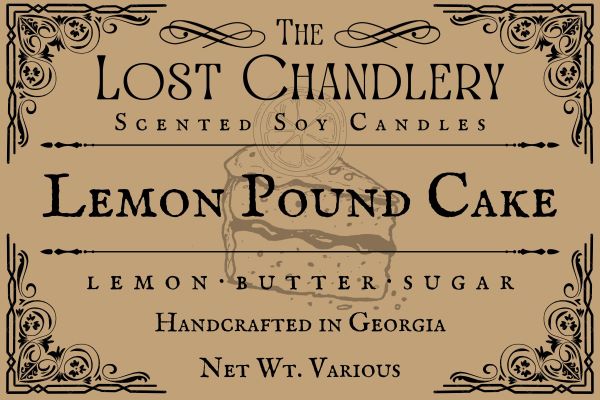 The
Lost Chandlery
Scented Soy Candles
Lemon Pound Cake
LEMON·BUTTER·SUGAR
Handcrafted in Georgia
Net Wt. Various